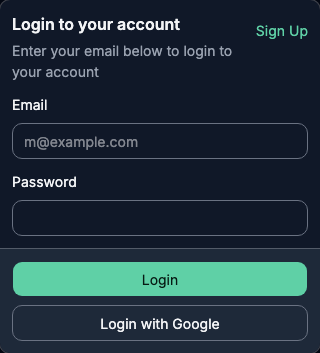 Login to your account
Sign Up
Enter your email below to login to
your account
Email
m@example.com
Password
Login
Login with Google